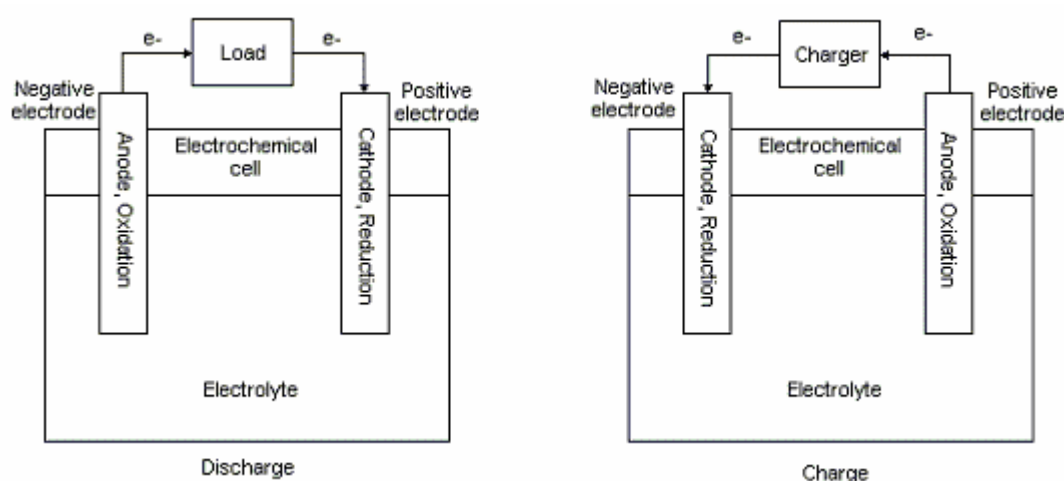 e-
Load
e-
Negative
electrode
Positive
electrode
Electrochemical
cell
Anode, Oxidation
Cathode, Reduction
Electrolyte
Discharge
e-
Charger
e-
Negative
electrode
Positive
electrode
Electrochemical
cell
Cathode, Reduction
Anode, Oxidation
Electrolyte
Charge